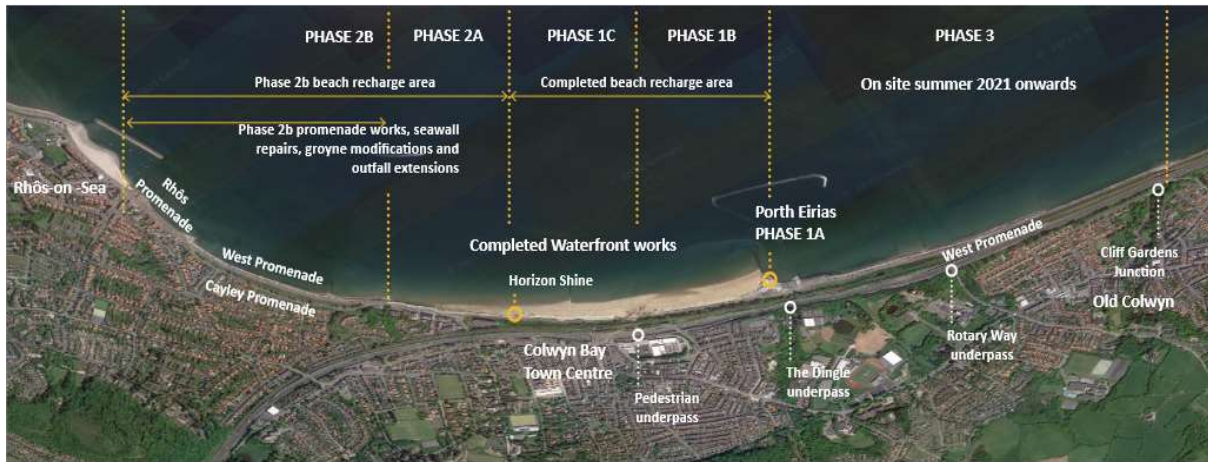 PHASE 2B
PHASE 2A
PHASE 1C
PHASE 1B
PHASE 3
Phase 2b beach recharge area
Completed beach recharge area
On site summer 2021 onwards
Phase 2b promenade works, seawall
repairs, groyne modifications and
outfall extensions
Rhôs-on -Sea
Rhôs
Promenade
West Promenade
Cayley Promenade
Completed Waterfront works
Horizon Shine
Porth Eirias
PHASE 1A
West Promenade
Cliff Gardens
Junction
Old Colwyn
Colwyn Bay
Town Centre
Pedestrian
underpass
The Dingle
underpass
Rotary Way
underpass